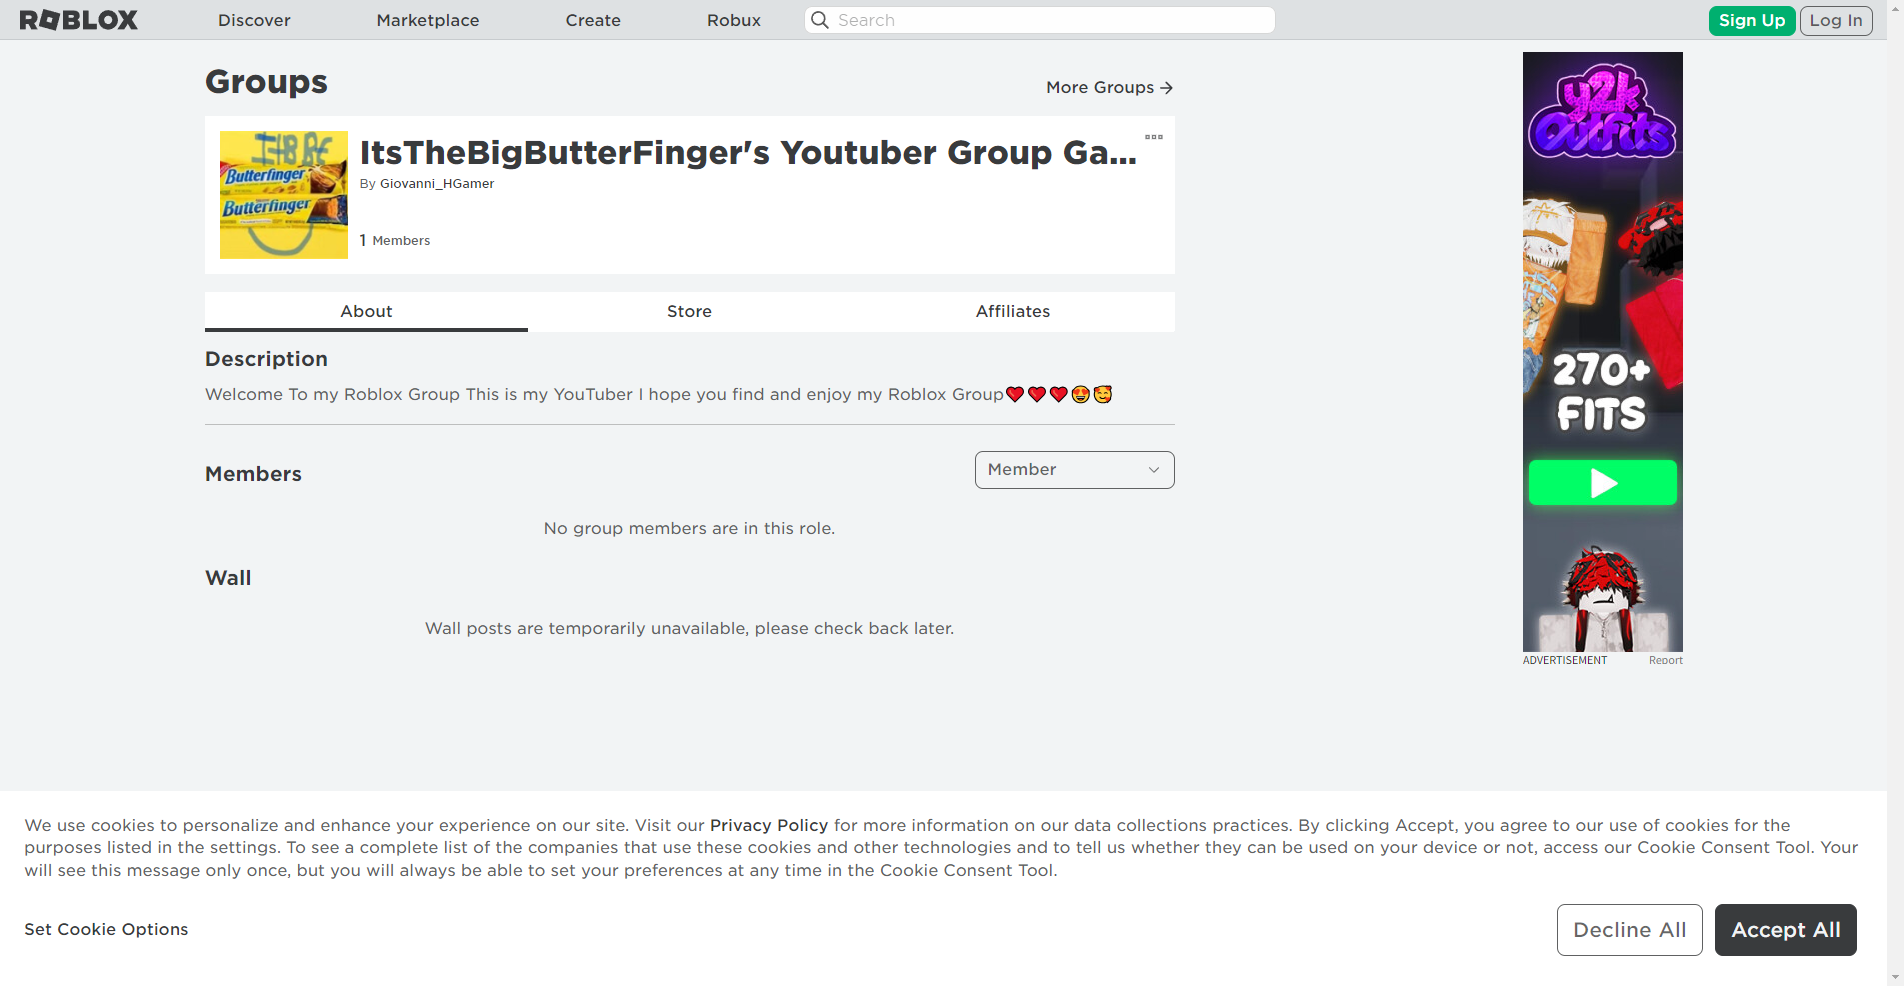 ROBLOX
Discover
Marketplace
Create
Robux
Search
Sign Up
Log In
Groups
More Groups
ItsTheBigButterFinger's Youtuber Group Ga...
By Giovanni_HGamer
1 Members
Butterfinger
Butterfinger
About
Store
Affiliates
Description
Welcome To my Roblox Group This is my YouTuber I hope you find and enjoy my Roblox Group❤️❤️❤️😍🥰
Members
Member
No group members are in this role.
Wall
Wall posts are temporarily unavailable, please check back later.
y2k
Outfits
270+
FITS
ADVERTISEMENT
Report
We use cookies to personalize and enhance your experience on our site. Visit our Privacy Policy for more information on our data collections practices. By clicking Accept, you agree to our use of cookies for the
purposes listed in the settings. To see a complete list of the companies that use these cookies and other technologies and to tell us whether they can be used on your device or not, access our Cookie Consent Tool. Your
will see this message only once, but you will always be able to set your preferences at any time in the Cookie Consent Tool.
Set Cookie Options
Decline All
Accept All